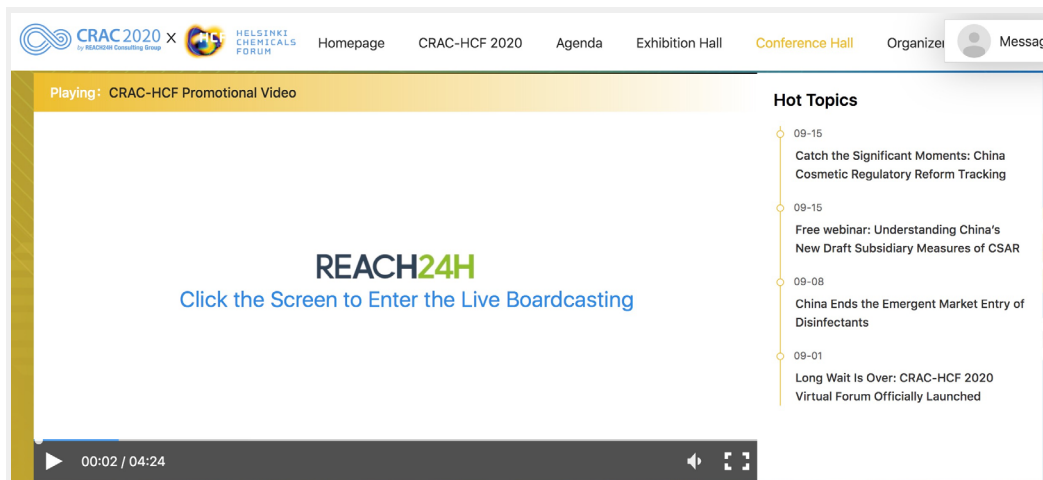 CRAC 2020 X HELSINKI
by REACH24H Consulting Group CHEMICALS
FORUM
Homepage CRAC-HCF 2020 Agenda Exhibition Hall Conference Hall Organizer Messag
Playing: CRAC-HCF Promotional Video
REACH24H
Click the Screen to Enter the Live Boardcasting
00:02 / 04:24
Hot Topics
09-15
Catch the Significant Moments: China
Cosmetic Regulatory Reform Tracking
09-15
Free webinar: Understanding China's
New Draft Subsidiary Measures of CSAR
09-08
China Ends the Emergent Market Entry of
Disinfectants
09-01
Long Wait Is Over: CRAC-HCF 2020
Virtual Forum Officially Launched